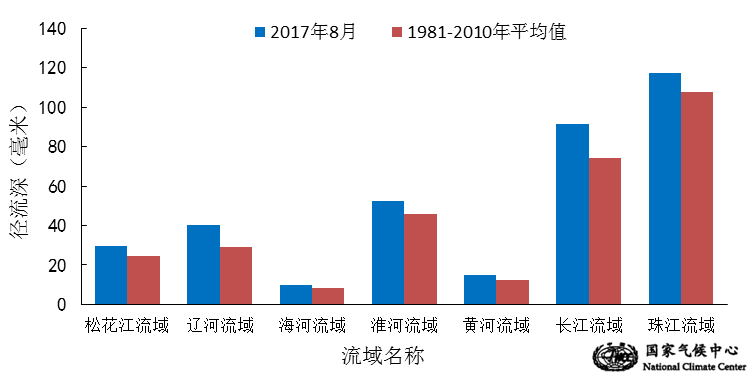 2017年8月 1981-2010年平均值
140
120
100
80
60
40
20
0
径流深（毫米）
松花江流域 辽河流域 海河流域 淮河流域 黄河流域 长江流域 珠江流域
流域名称
国家气候中心
National Climate Center